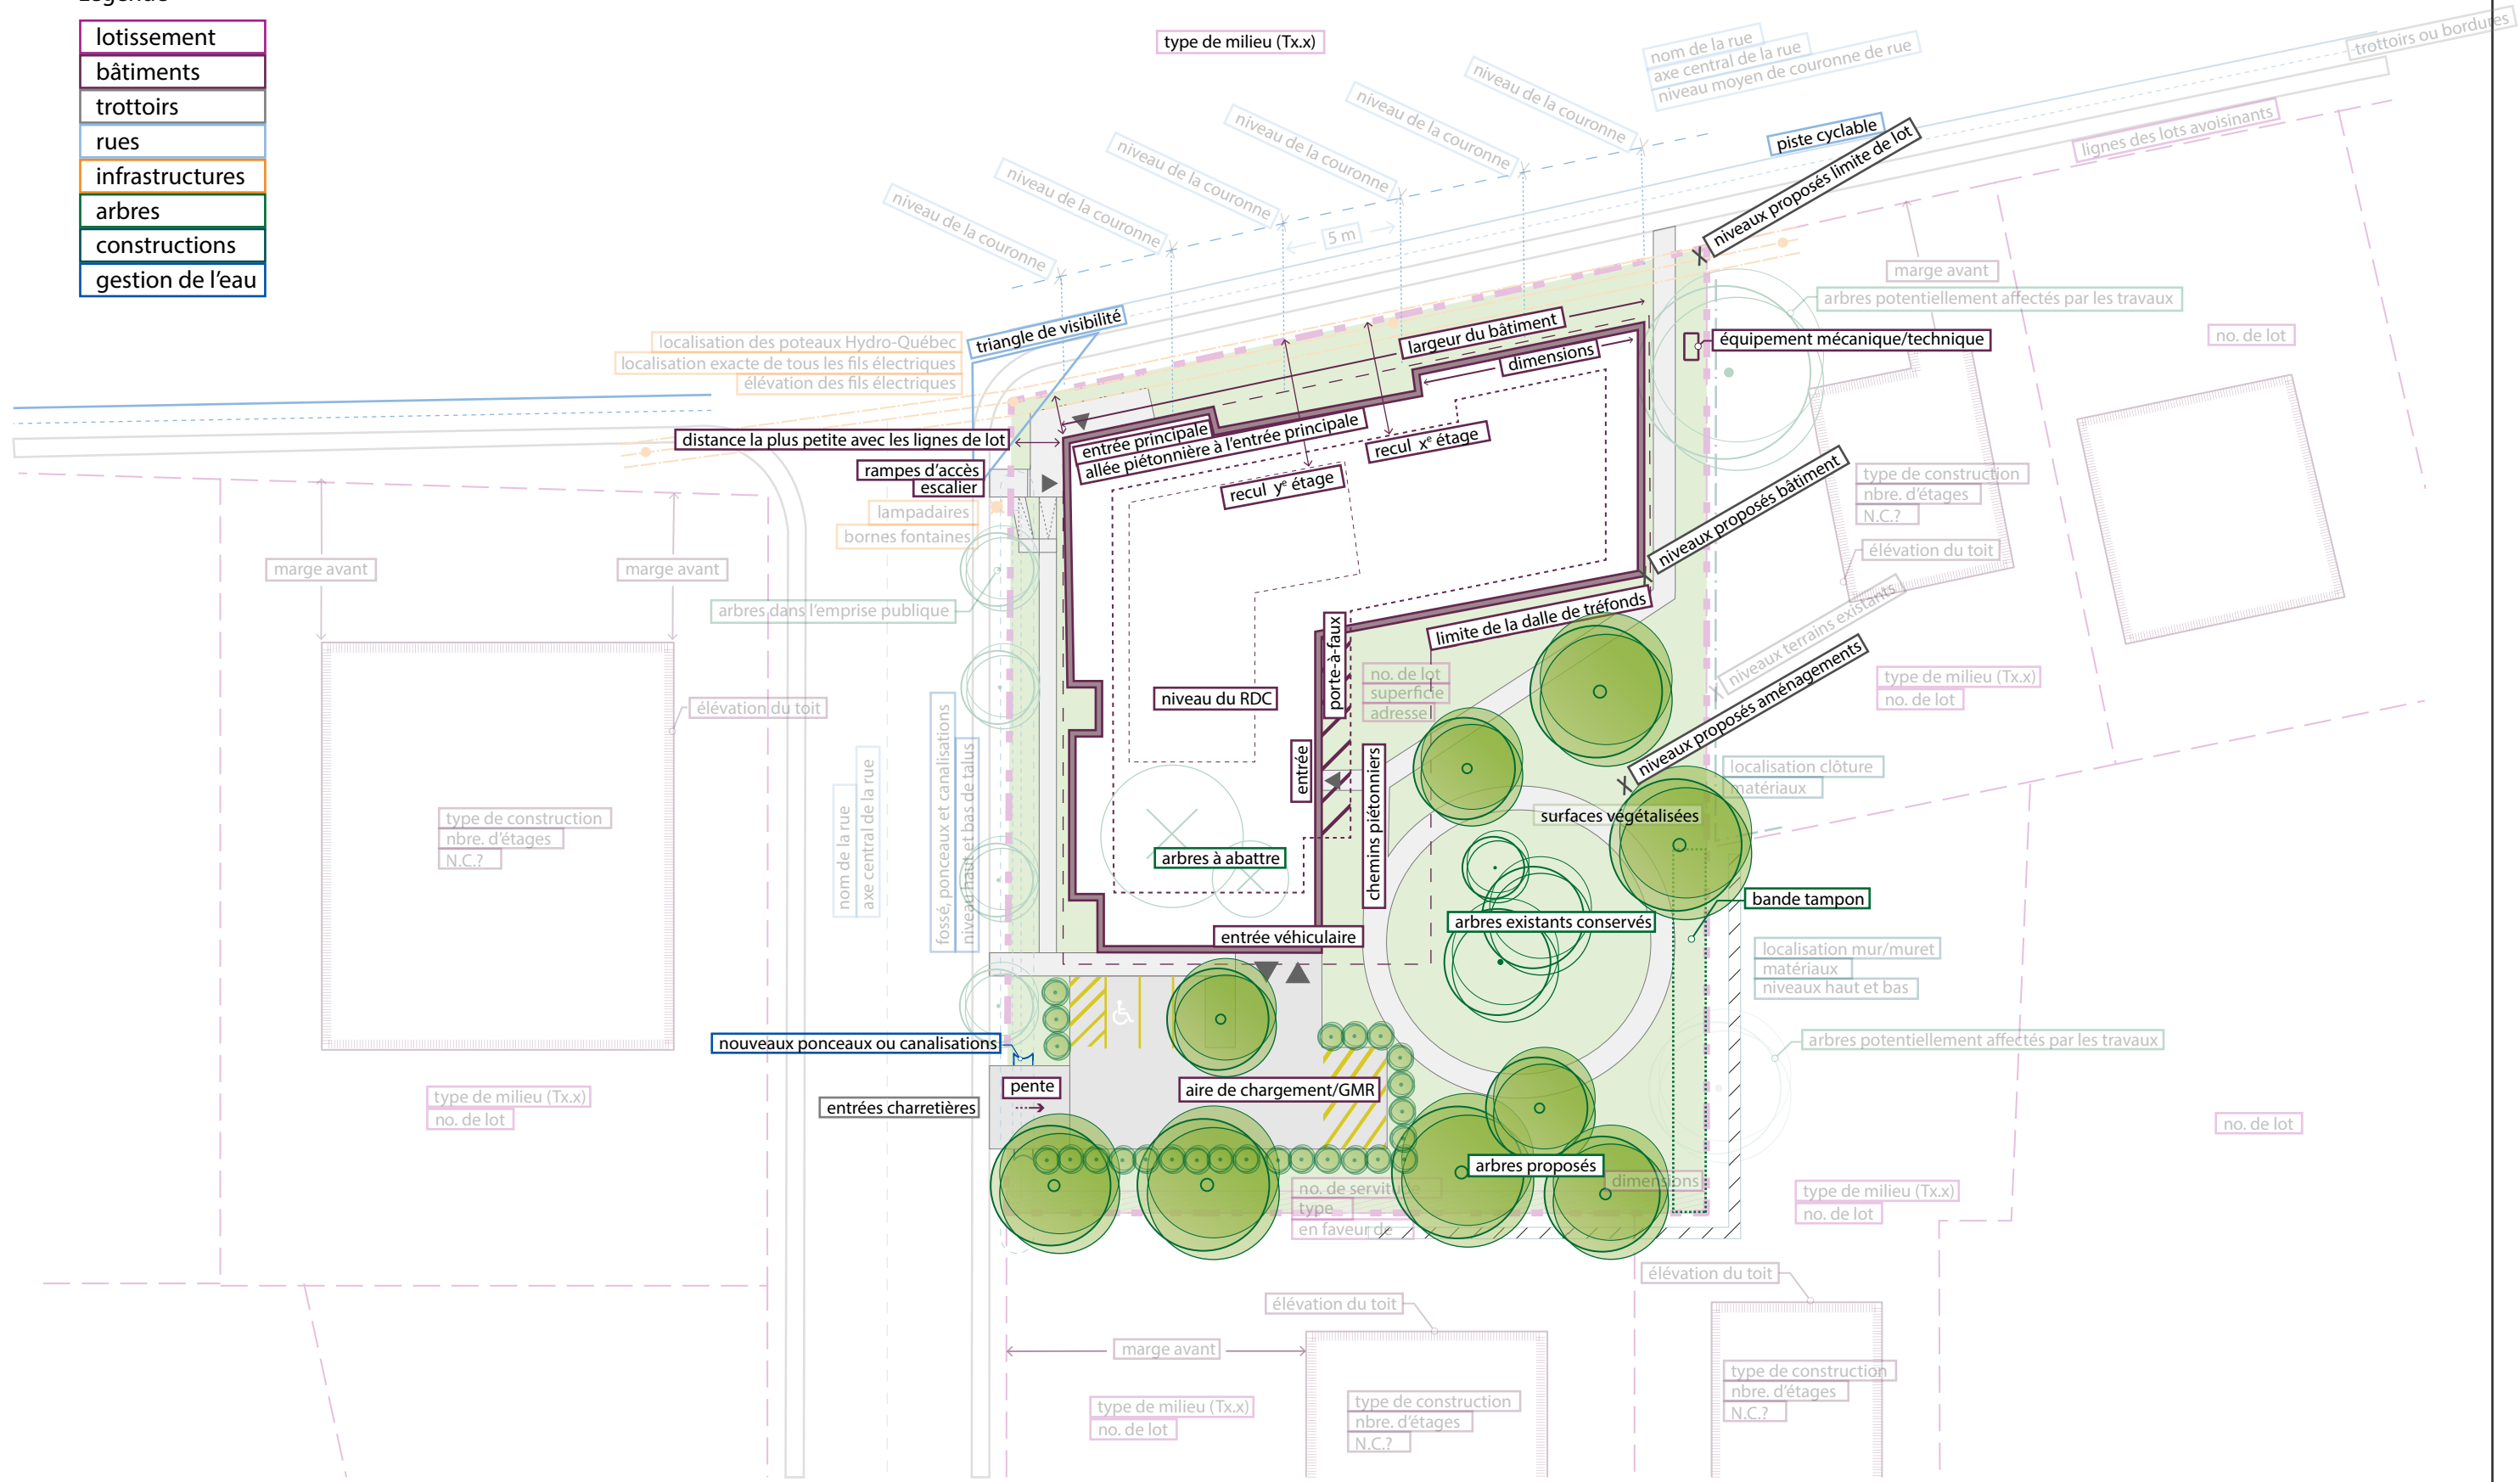 Légende
lotissement
bâtiments
trottoirs
rues
infrastructures
arbres
constructions
gestion de l'eau
type de milieu (Tx.x)
nom de la rue
axe central de la rue
niveau moyen de couronne de rue
trottoirs ou bordures
niveau de la couronne
niveau de la couronne
niveau de la couronne
niveau de la couronne
niveau de la couronne
niveau de la couronne
5 m
piste cyclable
niveaux proposés limite de lot
lignes des lots avoisinants
marge avant
arbres potentiellement affectés par les travaux
no. de lot
équipement mécanique/technique
triangle de visibilité
localisation des poteaux Hydro-Québec
localisation exacte de tous les fils électriques
élévation des fils électriques
largeur du bâtiment
dimensions
distance la plus petite avec les lignes de lot
entrée principale
allée piétonnière à l'entrée principale
recul xe étage
recul ye étage
rampes d'accès
escalier
lampadaires
bornes fontaines
type de construction
nbre. d'étages
N.C.?
élévation du toit
niveaux proposés bâtiment
marge avant
marge avant
arbres dans l'emprise publique
limite de la dalle de tréfonds
niveaux terrains existants
porte-à-faux
no. de lot
superficie
adresse
niveaux proposés aménagements
type de milieu (Tx.x)
no. de lot
niveau du RDC
élévation du toit
fossé, ponceaux et canalisations
niveau haut et bas de talus
nom de la rue
axe central de la rue
entrée
chemins piétonniers
localisation clôture
matériaux
surfaces végétalisées
type de construction
nbre. d'étages
N.C.?
arbres à abattre
bande tampon
arbres existants conservés
entrée véhiculaire
localisation mur/muret
matériaux
niveaux haut et bas
nouveaux ponceaux ou canalisations
arbres potentiellement affectés par les travaux
pente
aire de chargement/GMR
entrées charretières
type de milieu (Tx.x)
no. de lot
no. de lot
arbres proposés
dimensions
no. de servitude
type
en faveur de
type de milieu (Tx.x)
no. de lot
élévation du toit
élévation du toit
marge avant
type de construction
nbre. d'étages
N.C.?
type de milieu (Tx.x)
no. de lot
type de construction
nbre. d'étages
N.C.?